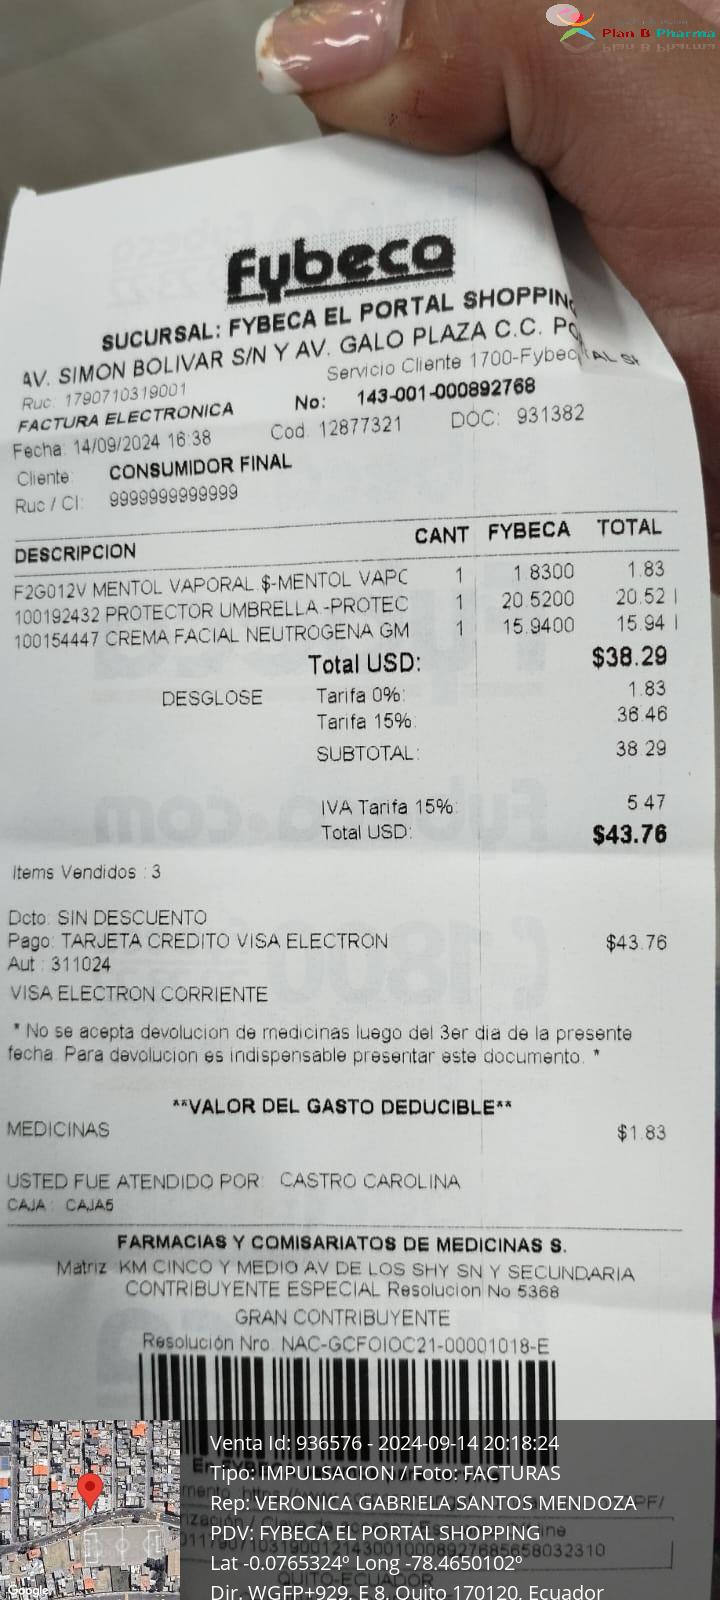 Plan B Pharma
fybeca
SUCURSAL: FYBECA EL PORTAL SHOPPING
AV. SIMON BOLIVAR S/N Y AV. GALO PLAZA C.C. PO
Servicio Cliente 1700-Fybeca
Ruc: 1790710319001
FACTURA ELECTRONICA No: 143-001-000892768
Fecha: 14/09/2024 16:38 Cod. 12877321 DOC: 931382
Cliente: CONSUMIDOR FINAL
Ruc / CI: 9999999999999
DESCRIPCION CANT FYBECA TOTAL
F2G012V MENTOL VAPORAL $-MENTOL VAPC 1 1.8300 1.83
100192432 PROTECTOR UMBRELLA -PROTEC 1 20.5200 20.52 I
100154447 CREMA FACIAL NEUTROGENA GM 1 15.9400 15.94 I
Total USD: $38.29
DESGLOSE Tarifa 0%: 1.83
Tarifa 15%: 36.46
SUBTOTAL: 38.29
IVA Tarifa 15%: 5.47
Total USD: $43.76
Items Vendidos : 3
Dcto: SIN DESCUENTO
Pago: TARJETA CREDITO VISA ELECTRON $43.76
Aut : 311024
VISA ELECTRON CORRIENTE
* No se acepta devolucion de medicinas luego del 3er dia de la presente
fecha. Para devolucion es indispensable presentar este documento. *
**VALOR DEL GASTO DEDUCIBLE**
MEDICINAS $1.83
USTED FUE ATENDIDO POR: CASTRO CAROLINA
CAJA : CAJA5
FARMACIAS Y COMISARIATOS DE MEDICINAS S.
Matriz KM CINCO Y MEDIO AV DE LOS SHY SN Y SECUNDARIA
CONTRIBUYENTE ESPECIAL Resolucion No 5368
GRAN CONTRIBUYENTE
Resolución Nro. NAC-GCFOIOC21-00001018-E
Venta Id: 936576 - 2024-09-14 20:18:24
Tipo: IMPULSACION / Foto: FACTURAS
Rep: VERONICA GABRIELA SANTOS MENDOZA
PDV: FYBECA EL PORTAL SHOPPING
Lat -0.0765324º Long -78.4650102º
Dir. WGFP+929, E 8, Quito 170120, Ecuador
QUITO-ECUADOR
Google